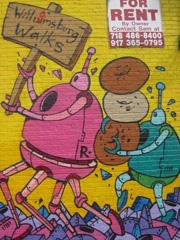 Williamsburg
Walks
FOR
RENT
By Owner
Contact Sam at
718 486-8400
917 365-0795
R